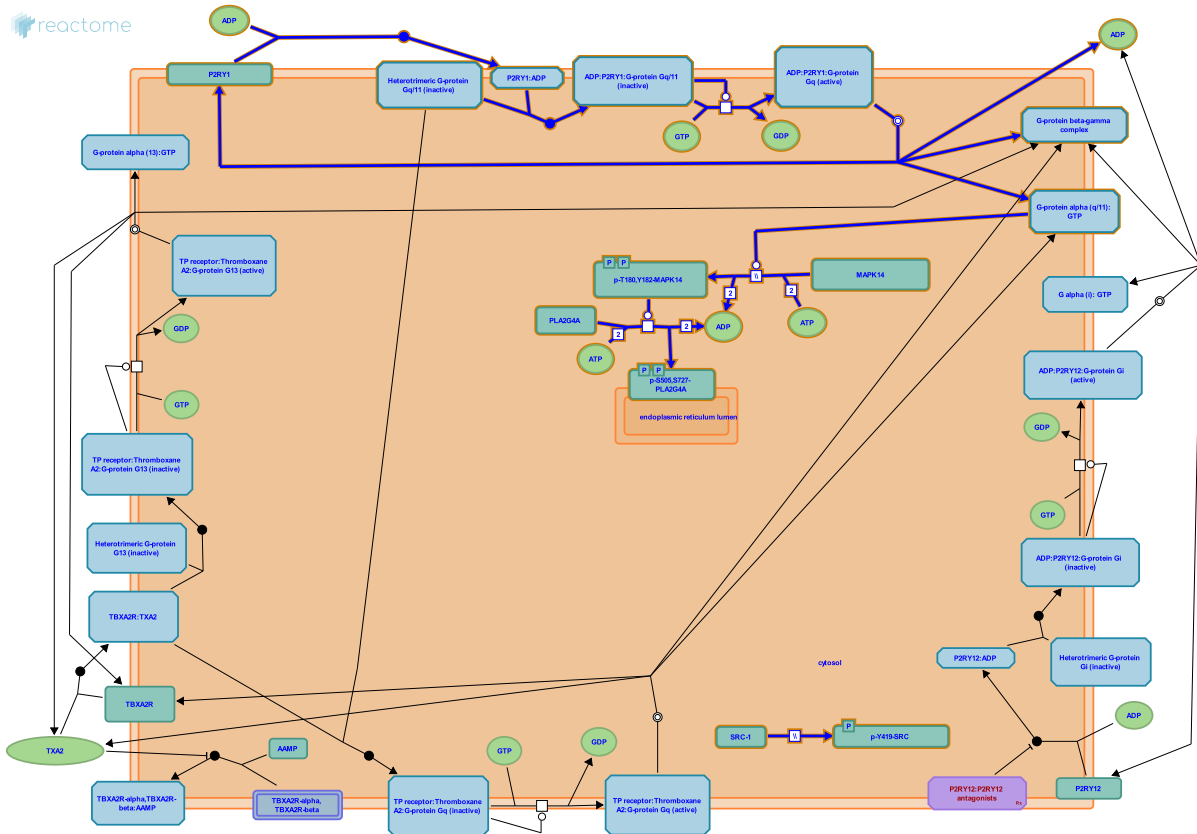 reactome
ADP
ADP
P2RY1
Heterotrimeric G-protein
Gq/11 (inactive)
P2RY1:ADP
ADP:P2RY1:G-protein Gq/11
(inactive)
ADP:P2RY1:G-protein
Gq (active)
GTP
GDP
G-protein beta-gamma
complex
G-protein alpha (13):GTP
G-protein alpha (q/11):
GTP
TP receptor:Thromboxane
A2:G-protein G13 (active)
P
P
p-T180,Y182-MAPK14
\\
MAPK14
2
2
G alpha (i): GTP
PLA2G4A
2
2
ADP
ATP
GDP
ATP
P
P
p-S505,S727-
PLA2G4A
ADP:P2RY12:G-protein Gi
(active)
endoplasmic reticulum lumen
GTP
GDP
TP receptor:Thromboxane
A2:G-protein G13 (inactive)
GTP
Heterotrimeric G-protein
G13 (inactive)
ADP:P2RY12:G-protein Gi
(inactive)
TBXA2R:TXA2
cytosol
P2RY12:ADP
Heterotrimeric G-protein
Gi (inactive)
TBXA2R
ADP
TXA2
AAMP
GTP
GDP
SRC-1
\\
P
p-Y419-SRC
TBXA2R-alpha,TBXA2R-
beta:AAMP
TBXA2R-alpha,
TBXA2R-beta
TP receptor:Thromboxane
A2:G-protein Gq (inactive)
TP receptor:Thromboxane
A2:G-protein Gq (active)
P2RY12:P2RY12
antagonists
Rx
P2RY12